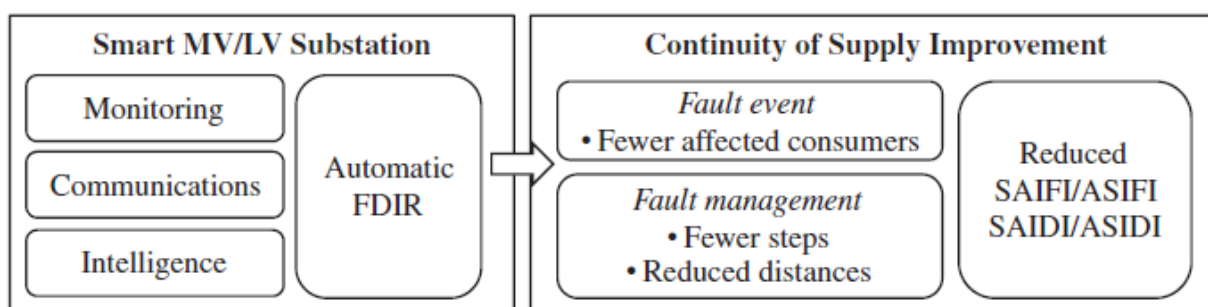 Smart MV/LV Substation
Monitoring
Communications
Intelligence
Automatic
FDIR
Continuity of Supply Improvement
Fault event
• Fewer affected consumers
Fault management
• Fewer steps
• Reduced distances
Reduced
SAIFI/ASIFI
SAIDI/ASIDI